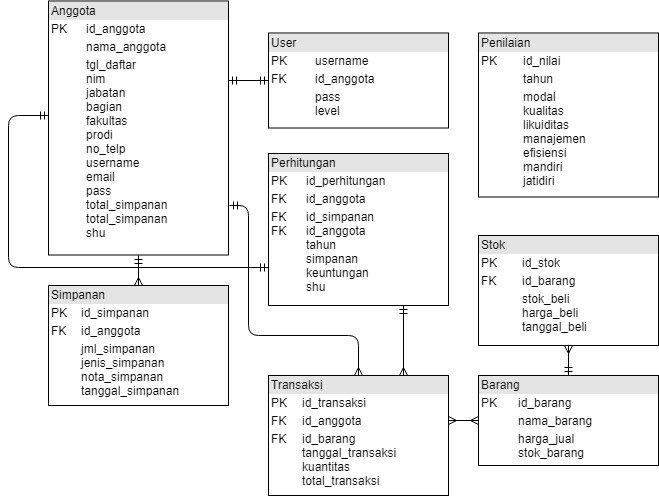 Anggota
PK id_anggota
nama_anggota
tgl_daftar
nim
jabatan
bagian
fakultas
prodi
no_telp
username
email
pass
total_simpanan
total_simpanan
shu
User
PK username
FK id_anggota
pass
level
Penilaian
PK id_nilai
tahun
modal
kualitas
likuiditas
manajemen
efisiensi
mandiri
jatidiri
Perhitungan
PK id_perhitungan
FK id_anggota
FK id_simpanan
FK id_anggota
tahun
simpanan
keuntungan
shu
Stok
PK id_stok
FK id_barang
stok_beli
harga_beli
tanggal_beli
Simpanan
PK id_simpanan
FK id_anggota
jml_simpanan
jenis_simpanan
nota_simpanan
tanggal_simpanan
Transaksi
PK id_transaksi
FK id_anggota
FK id_barang
tanggal_transaksi
kuantitas
total_transaksi
Barang
PK id_barang
nama_barang
harga_jual
stok_barang